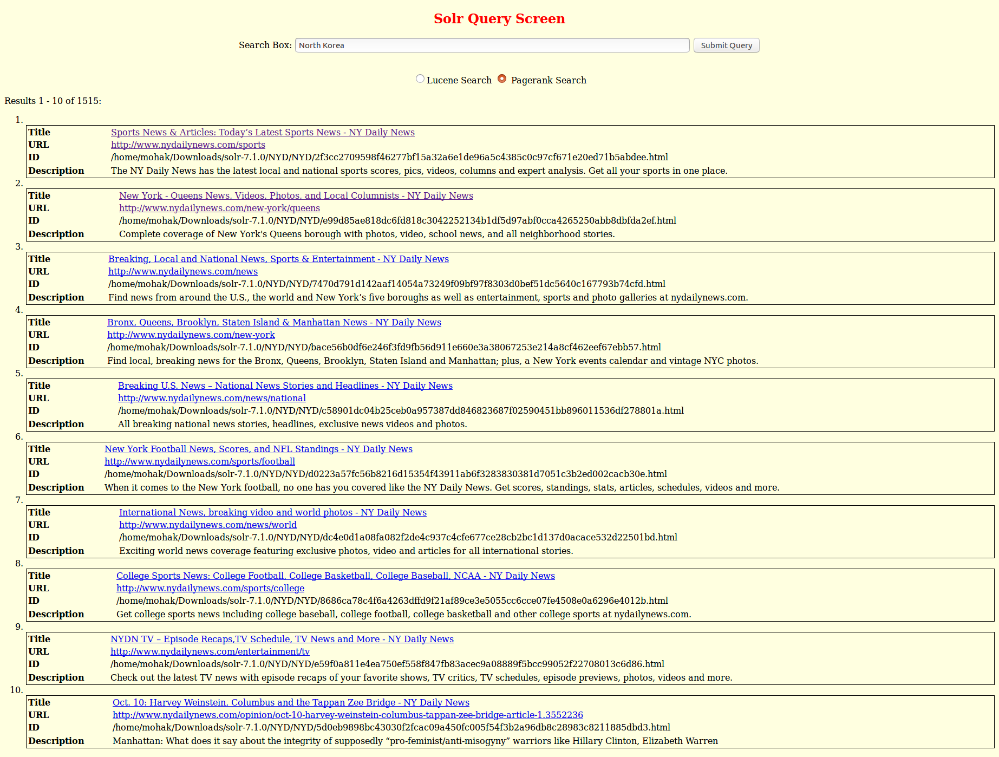 Solr Query Screen
Search Box: North Korea Submit Query
Lucene Search Pagerank Search
Results 1 - 10 of 1515:
1.
Title Sports News & Articles: Today’s Latest Sports News - NY Daily News
URL http://www.nydailynews.com/sports
ID /home/mohak/Downloads/solr-7.1.0/NYD/NYD/2f3cc2709598f46277bf15a32a6e1de96a5c4385c0c97cf671e20ed71b5abdee.html
Description The NY Daily News has the latest local and national sports scores, pics, videos, columns and expert analysis. Get all your sports in one place.
2.
Title New York - Queens News, Videos, Photos, and Local Columnists - NY Daily News
URL http://www.nydailynews.com/new-york/queens
ID /home/mohak/Downloads/solr-7.1.0/NYD/NYD/e99d85ae818dc6fd818c3042252134b1df5d97abf0cca4265250abb8dbfda2ef.html
Description Complete coverage of New York's Queens borough with photos, video, school news, and all neighborhood stories.
3.
Title Breaking, Local and National News, Sports & Entertainment - NY Daily News
URL http://www.nydailynews.com/news
ID /home/mohak/Downloads/solr-7.1.0/NYD/NYD/7470d791d142aaf14054a73249f09bf97f8303d0bef51dc5640c167793b74cfd.html
Description Find news from around the U.S., the world and New York’s five boroughs as well as entertainment, sports and photo galleries at nydailynews.com.
4.
Title Bronx, Queens, Brooklyn, Staten Island & Manhattan News - NY Daily News
URL http://www.nydailynews.com/new-york
ID /home/mohak/Downloads/solr-7.1.0/NYD/NYD/bace56b0df6e246f3fd9fb56d911e660e3a38067253e214a8cf462eef67ebb57.html
Description Find local, breaking news for the Bronx, Queens, Brooklyn, Staten Island and Manhattan; plus, a New York events calendar and vintage NYC photos.
5.
Title Breaking U.S. News – National News Stories and Headlines - NY Daily News
URL http://www.nydailynews.com/news/national
ID /home/mohak/Downloads/solr-7.1.0/NYD/NYD/c58901dc04b25ceb0a957387dd846823687f02590451bb896011536df278801a.html
Description All breaking national news stories, headlines, exclusive news videos and photos.
6.
Title New York Football News, Scores, and NFL Standings - NY Daily News
URL http://www.nydailynews.com/sports/football
ID /home/mohak/Downloads/solr-7.1.0/NYD/NYD/d0223a57fc56b8216d15354f43911ab6f3283830381d7051c3b2ed002cacb30e.html
Description When it comes to the New York football, no one has you covered like the NY Daily News. Get scores, standings, stats, articles, schedules, videos and more.
7.
Title International News, breaking video and world photos - NY Daily News
URL http://www.nydailynews.com/news/world
ID /home/mohak/Downloads/solr-7.1.0/NYD/NYD/dc4e0d1a08fa082f2de4c937c4cfe677ce28cb2bc1d137d0acace532d22501bd.html
Description Exciting world news coverage featuring exclusive photos, video and articles for all international stories.
8.
Title College Sports News: College Football, College Basketball, College Baseball, NCAA - NY Daily News
URL http://www.nydailynews.com/sports/college
ID /home/mohak/Downloads/solr-7.1.0/NYD/NYD/8686ca78c4f6a4263dffd9f21af89ce3e5055cc6cce07fe4508e0a6296e4012b.html
Description Get college sports news including college baseball, college football, college basketball and other college sports at nydailynews.com.
9.
Title NYDN TV – Episode Recaps,TV Schedule, TV News and More - NY Daily News
URL http://www.nydailynews.com/entertainment/tv
ID /home/mohak/Downloads/solr-7.1.0/NYD/NYD/e59f0a811e4ea750ef558f847fb83acec9a08889f5bcc99052f22708013c6d86.html
Description Check out the latest TV news with episode recaps of your favorite shows, TV critics, TV schedules, episode previews, photos, videos and more.
10.
Title Oct. 10: Harvey Weinstein, Columbus and the Tappan Zee Bridge - NY Daily News
URL http://www.nydailynews.com/opinion/oct-10-harvey-weinstein-columbus-tappan-zee-bridge-article-1.3552236
ID /home/mohak/Downloads/solr-7.1.0/NYD/NYD/5d0eb9898bc43030f2fcac09a450fc005f54f3b2a96db8c28983c8211885dbd3.html
Description Manhattan: What does it say about the integrity of supposedly “pro-feminist/anti-misogyny” warriors like Hillary Clinton, Elizabeth Warren